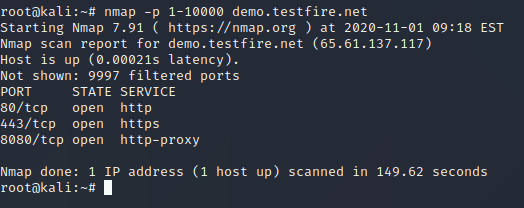 root@kali:~# nmap -p 1-10000 demo.testfire.net
Starting Nmap 7.91 ( https://nmap.org ) at 2020-11-01 09:18 EST
Nmap scan report for demo.testfire.net (65.61.137.117)
Host is up (0.00021s latency).
Not shown: 9997 filtered ports
PORT     STATE SERVICE
80/tcp   open  http
443/tcp  open  https
8080/tcp open  http-proxy
Nmap done: 1 IP address (1 host up) scanned in 149.62 seconds
root@kali:~#